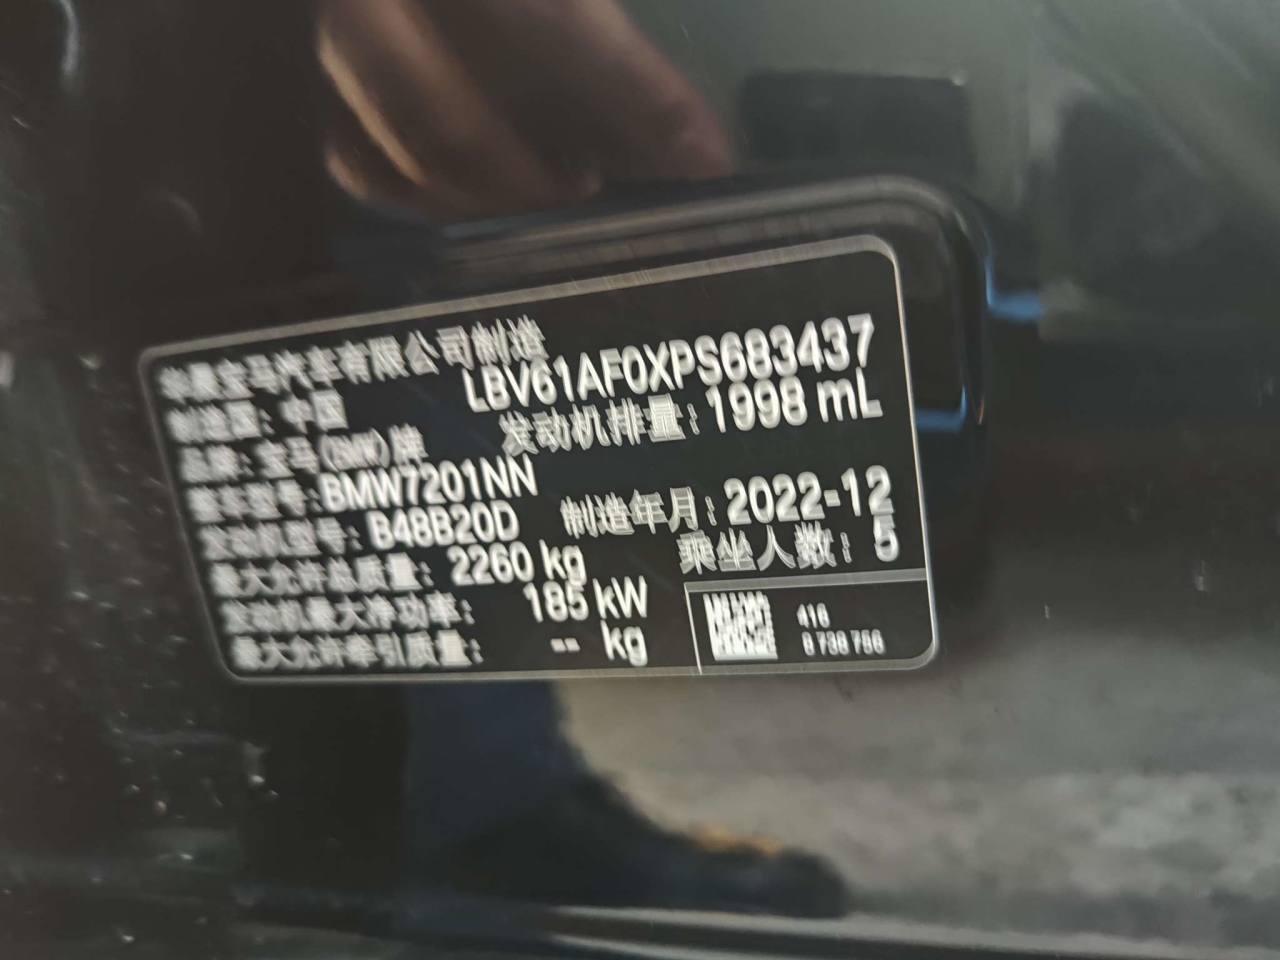 华晨宝马汽车有限公司制造
制造国：中国
LBV61AF0XPS683437
品牌：宝马(BMW)牌
发动机排量：1998 mL
整车型号：BMW7201NN
发动机型号：B48B20D
制造年月：2022-12
最大允许总质量：2260 kg
乘坐人数：5
发动机最大净功率：185 kW
最大允许牵引质量：-- kg
416